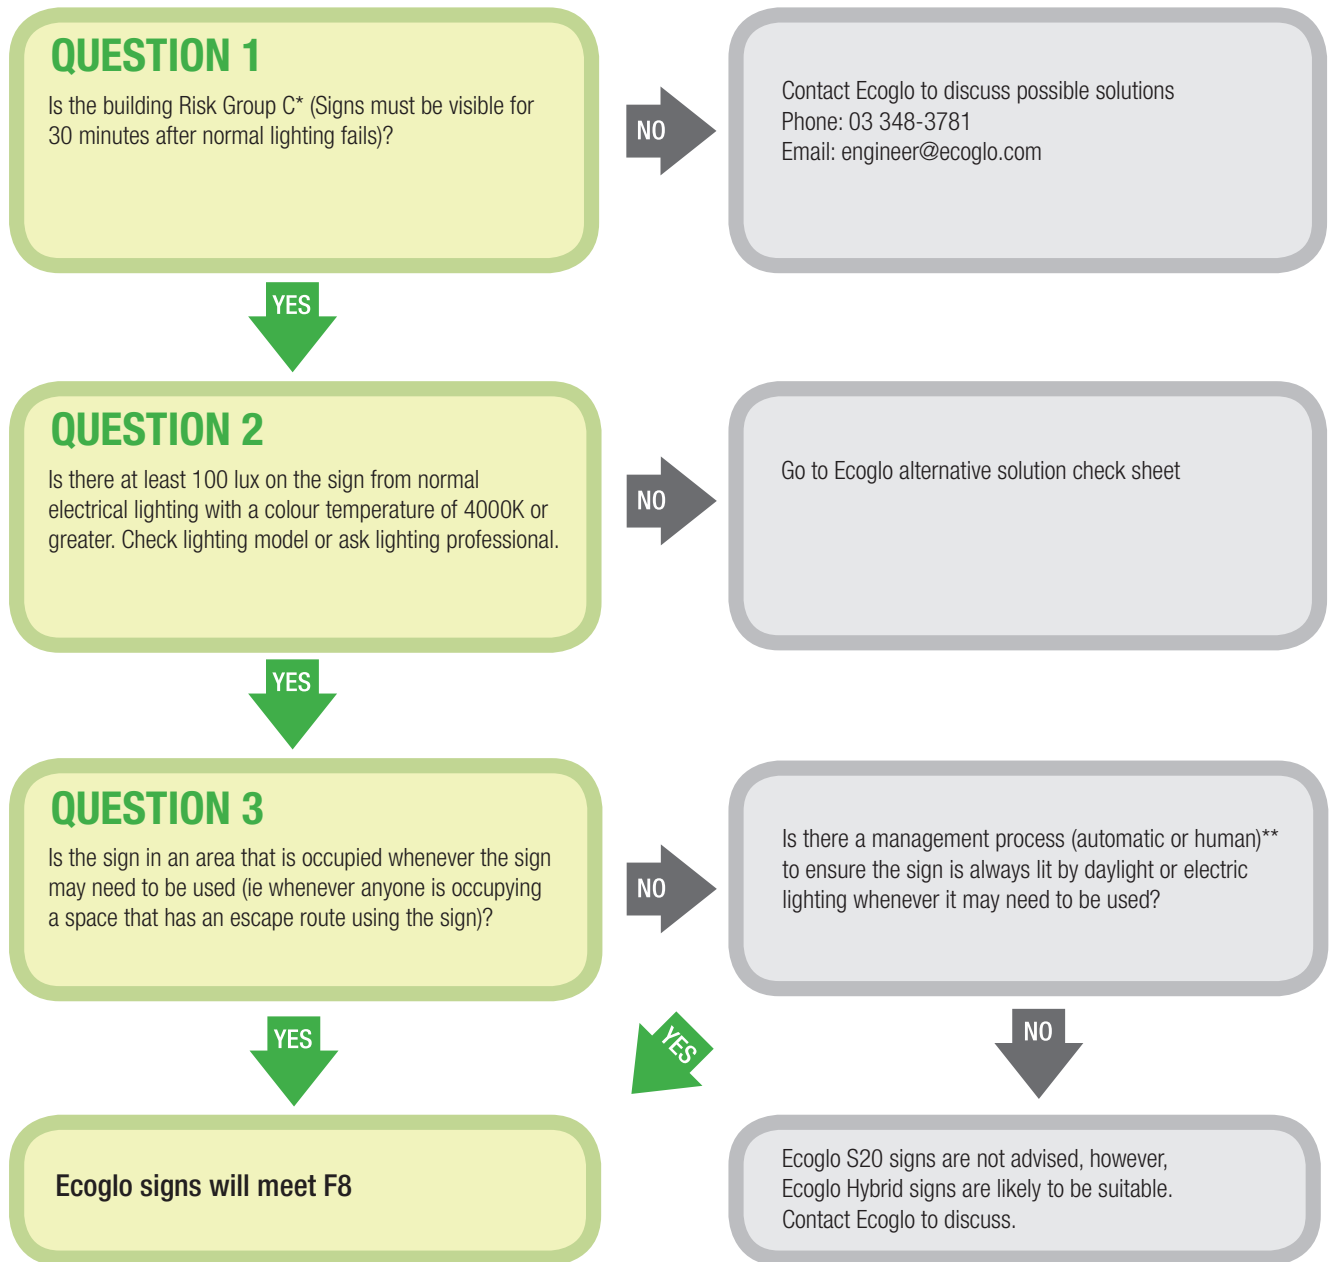 QUESTION 1
Is the building Risk Group C* (Signs must be visible for
30 minutes after normal lighting fails)?
NO
Contact Ecoglo to discuss possible solutions
Phone: 03 348-3781
Email: engineer@ecoglo.com
YES
QUESTION 2
Is there at least 100 lux on the sign from normal
electrical lighting with a colour temperature of 4000K or
greater. Check lighting model or ask lighting professional.
NO
Go to Ecoglo alternative solution check sheet
YES
QUESTION 3
Is the sign in an area that is occupied whenever the sign
may need to be used (ie whenever anyone is occupying
a space that has an escape route using the sign)?
NO
Is there a management process (automatic or human)**
to ensure the sign is always lit by daylight or electric
lighting whenever it may need to be used?
YES
YES
NO
Ecoglo signs will meet F8
Ecoglo S20 signs are not advised, however,
Ecoglo Hybrid signs are likely to be suitable.
Contact Ecoglo to discuss.